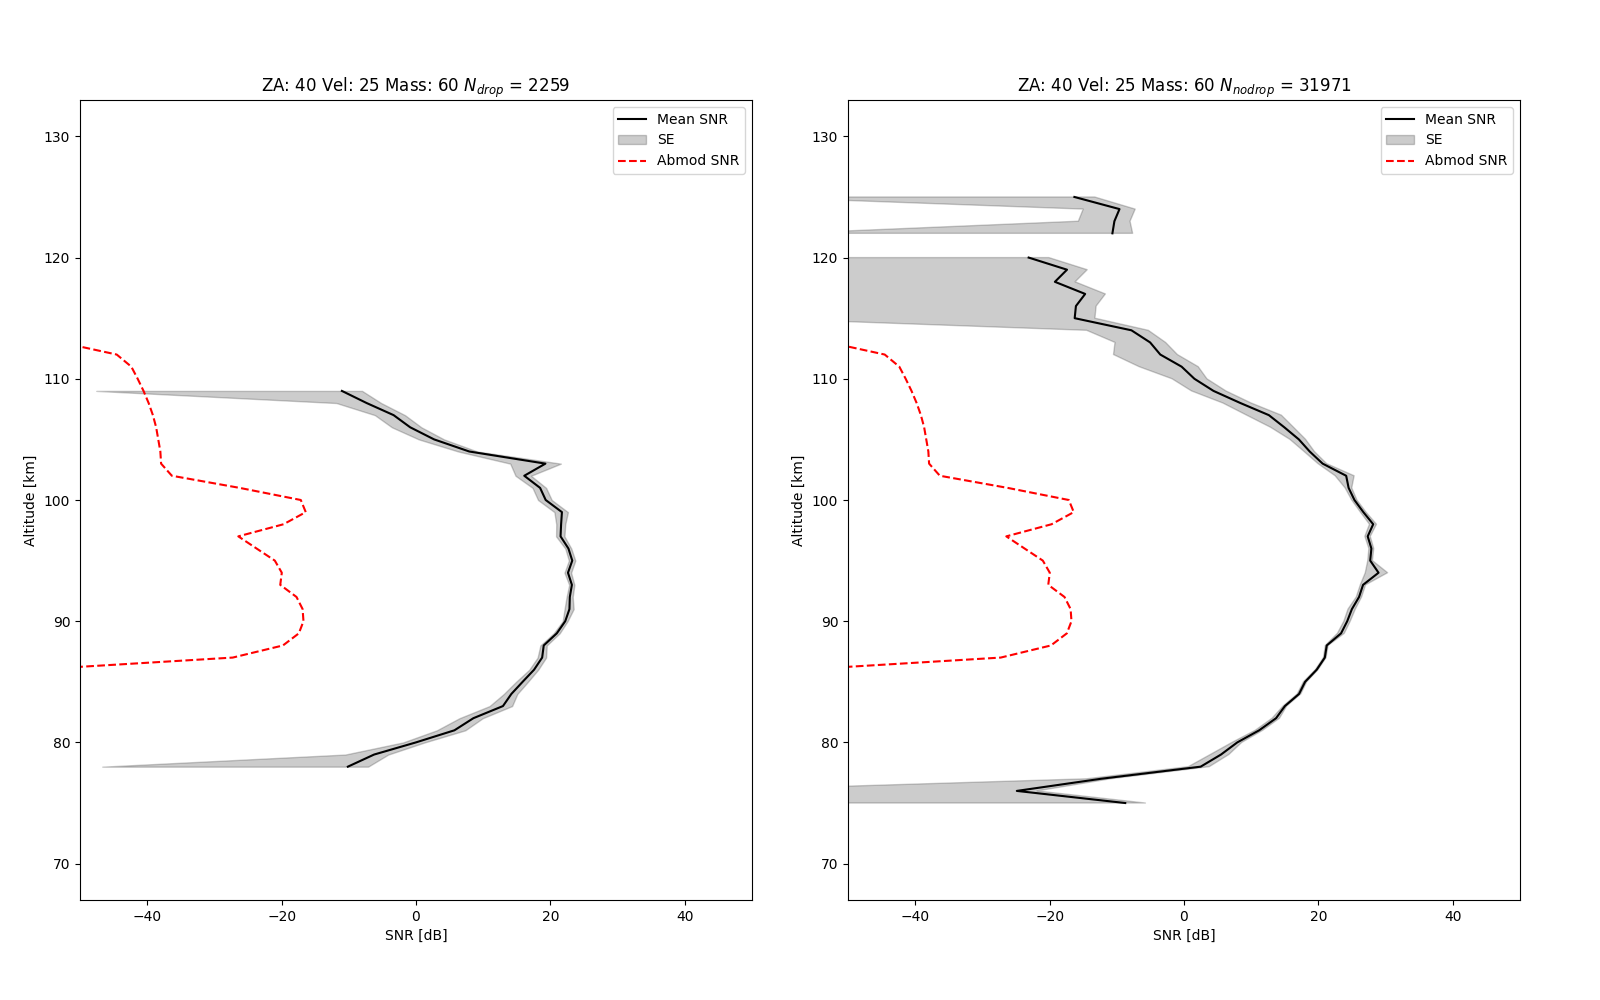 ZA: 40 Vel: 25 Mass: 60 N_drop = 2259
Mean SNR
SE
Abmod SNR
130
120
110
100
90
80
70
Altitude [km]
−40
−20
0
20
40
SNR [dB]
ZA: 40 Vel: 25 Mass: 60 N_nodrop = 31971
Mean SNR
SE
Abmod SNR
130
120
110
100
90
80
70
Altitude [km]
−40
−20
0
20
40
SNR [dB]